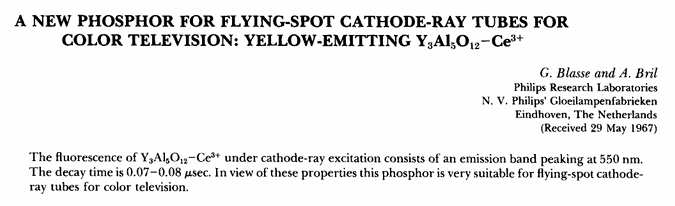 A NEW PHOSPHOR FOR FLYING-SPOT CATHODE-RAY TUBES FOR
COLOR TELEVISION: YELLOW-EMITTING Y₃Al₅O₁₂–Ce³⁺
G. Blasse and A. Bril
Philips Research Laboratories
N. V. Philips' Gloeilampenfabrieken
Eindhoven, The Netherlands
(Received 29 May 1967)
The fluorescence of Y₃Al₅O₁₂–Ce³⁺ under cathode-ray excitation consists of an emission band peaking at 550 nm.
The decay time is 0.07–0.08 μsec. In view of these properties this phosphor is very suitable for flying-spot cathode-
ray tubes for color television.